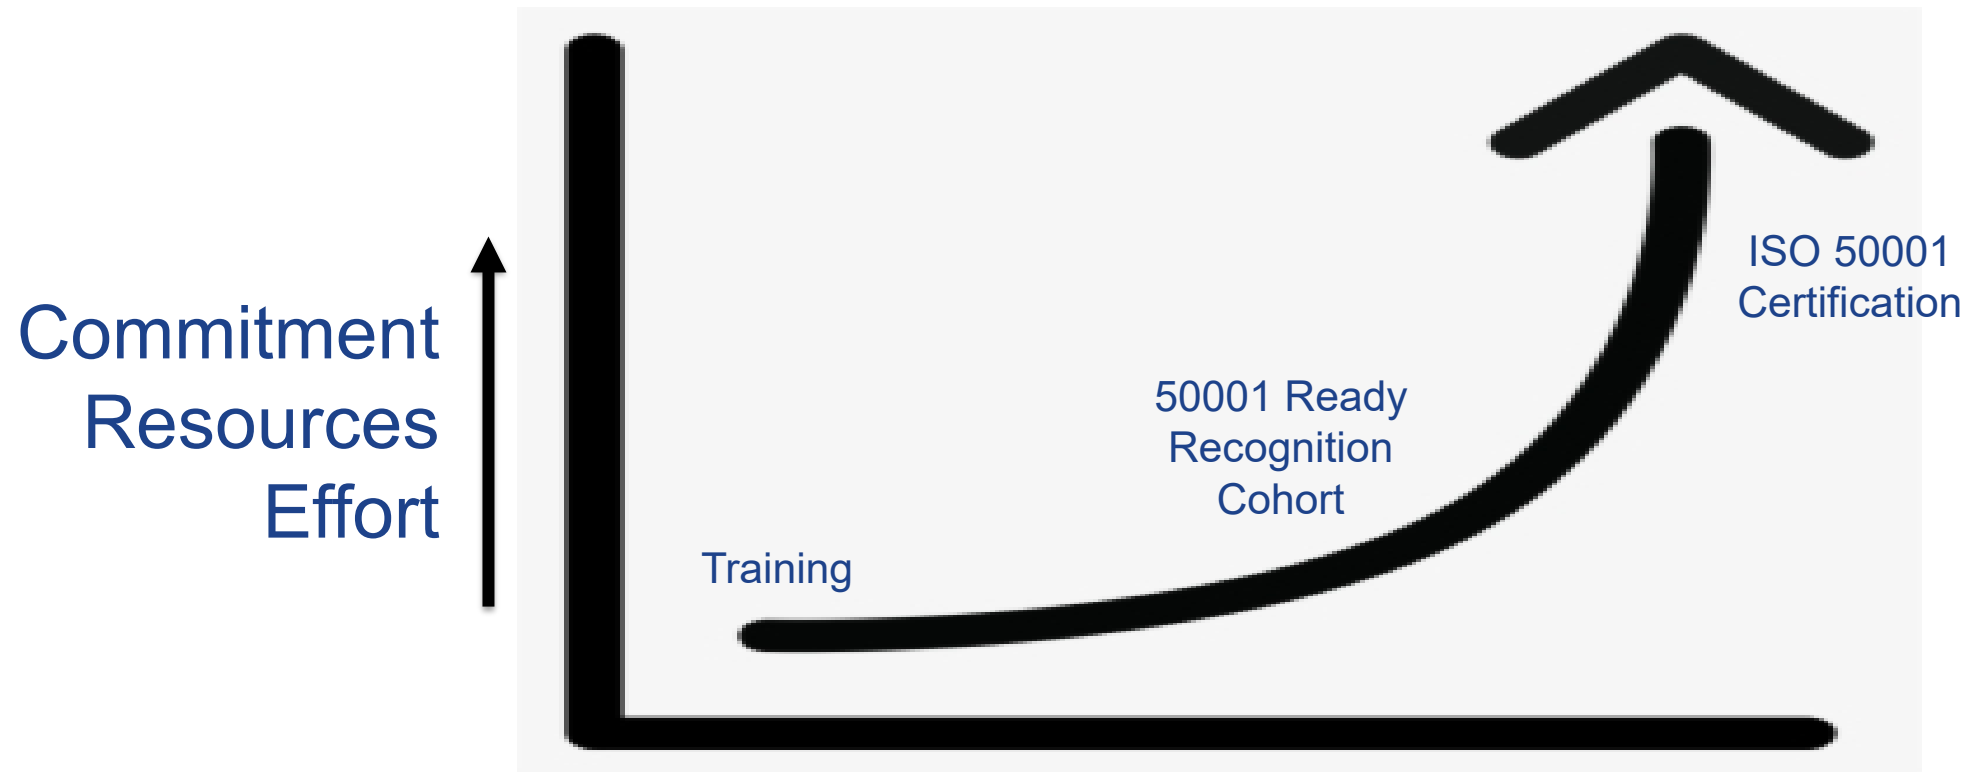 Commitment
Resources
Effort
Training
50001 Ready
Recognition
Cohort
ISO 50001
Certification